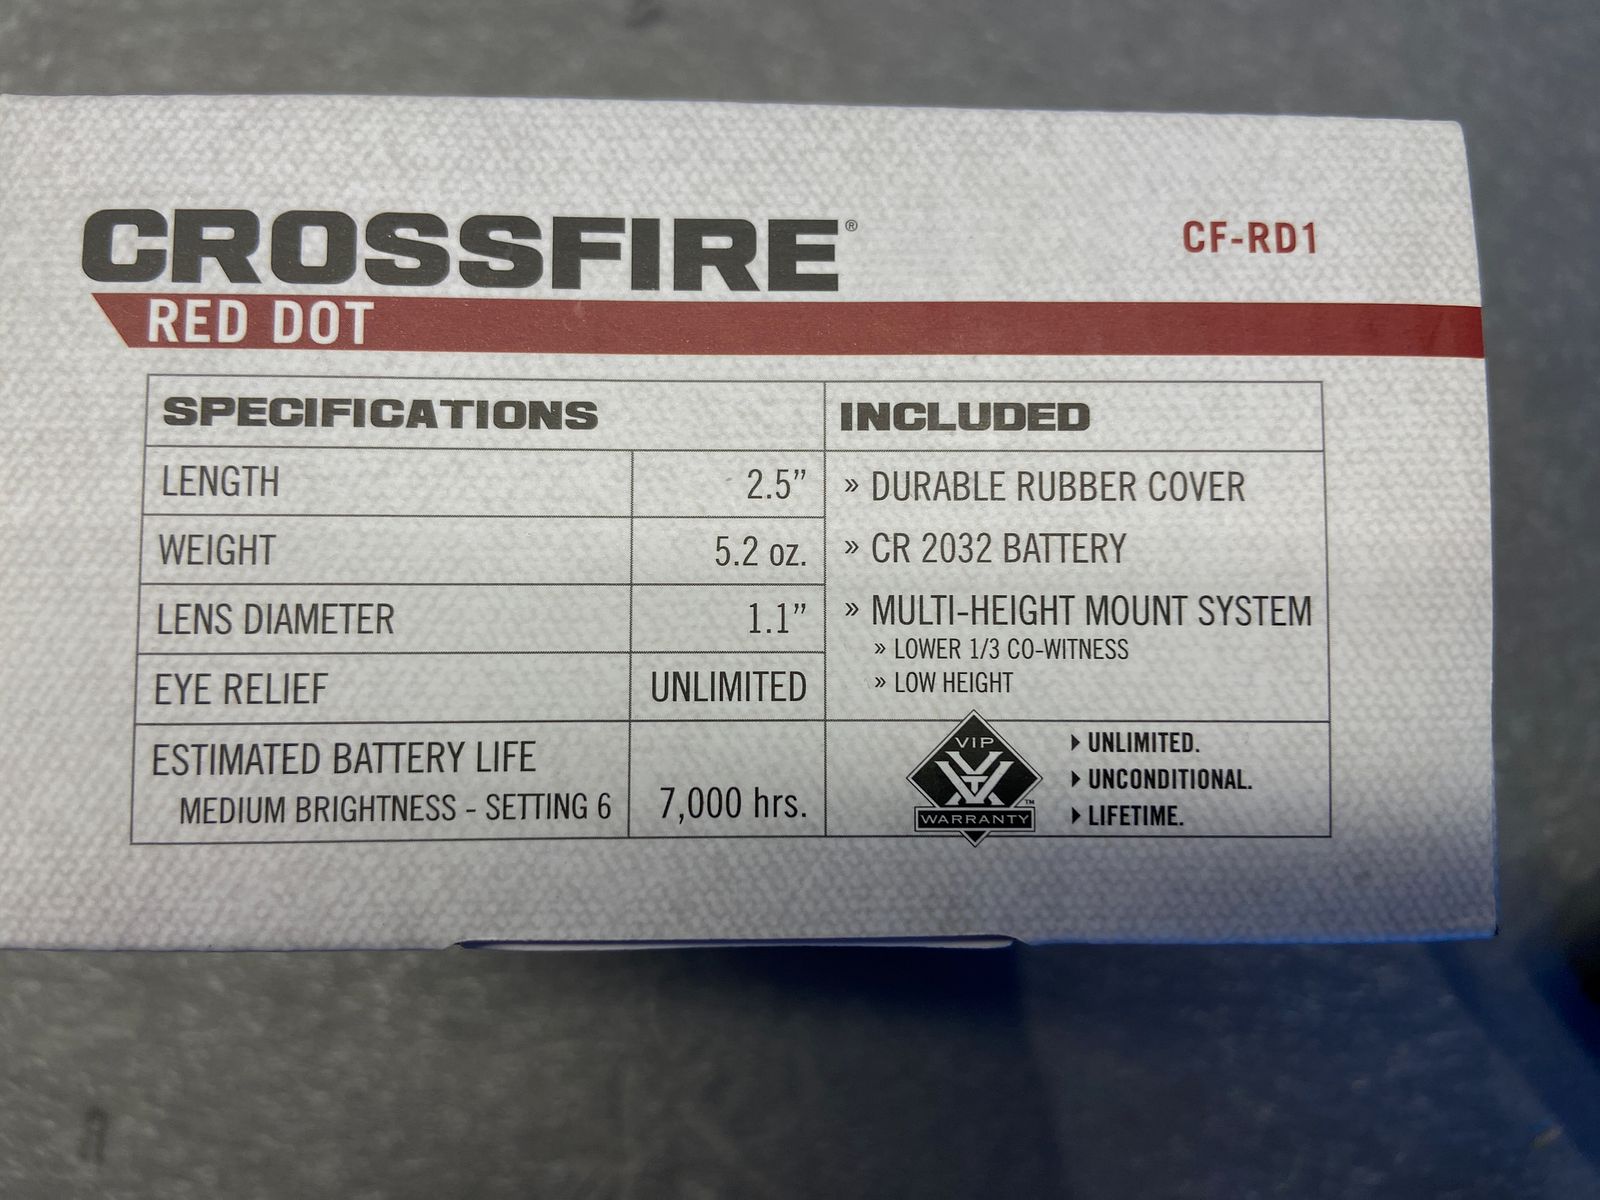 CROSSFIRE®
CF-RD1
RED DOT
SPECIFICATIONS
LENGTH 2.5”
WEIGHT 5.2 oz.
LENS DIAMETER 1.1”
EYE RELIEF UNLIMITED
ESTIMATED BATTERY LIFE
MEDIUM BRIGHTNESS - SETTING 6 7,000 hrs.
INCLUDED
» DURABLE RUBBER COVER
» CR 2032 BATTERY
» MULTI-HEIGHT MOUNT SYSTEM
» LOWER 1/3 CO-WITNESS
» LOW HEIGHT
VIP
WARRANTY™
UNLIMITED.
UNCONDITIONAL.
LIFETIME.